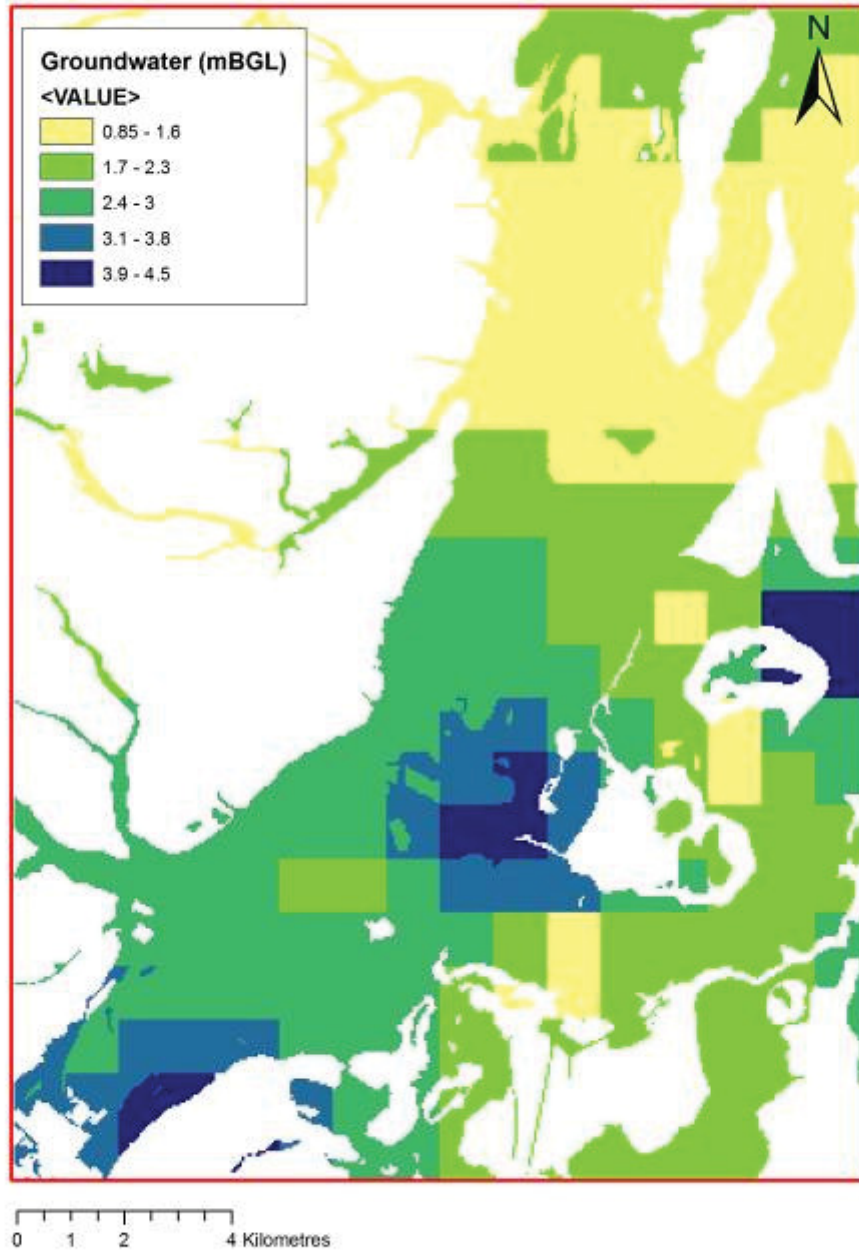 Groundwater (mBGL)
<VALUE>
0.85 - 1.6
1.7 - 2.3
2.4 - 3
3.1 - 3.8
3.9 - 4.5
N
0 1 2 4 Kilometres